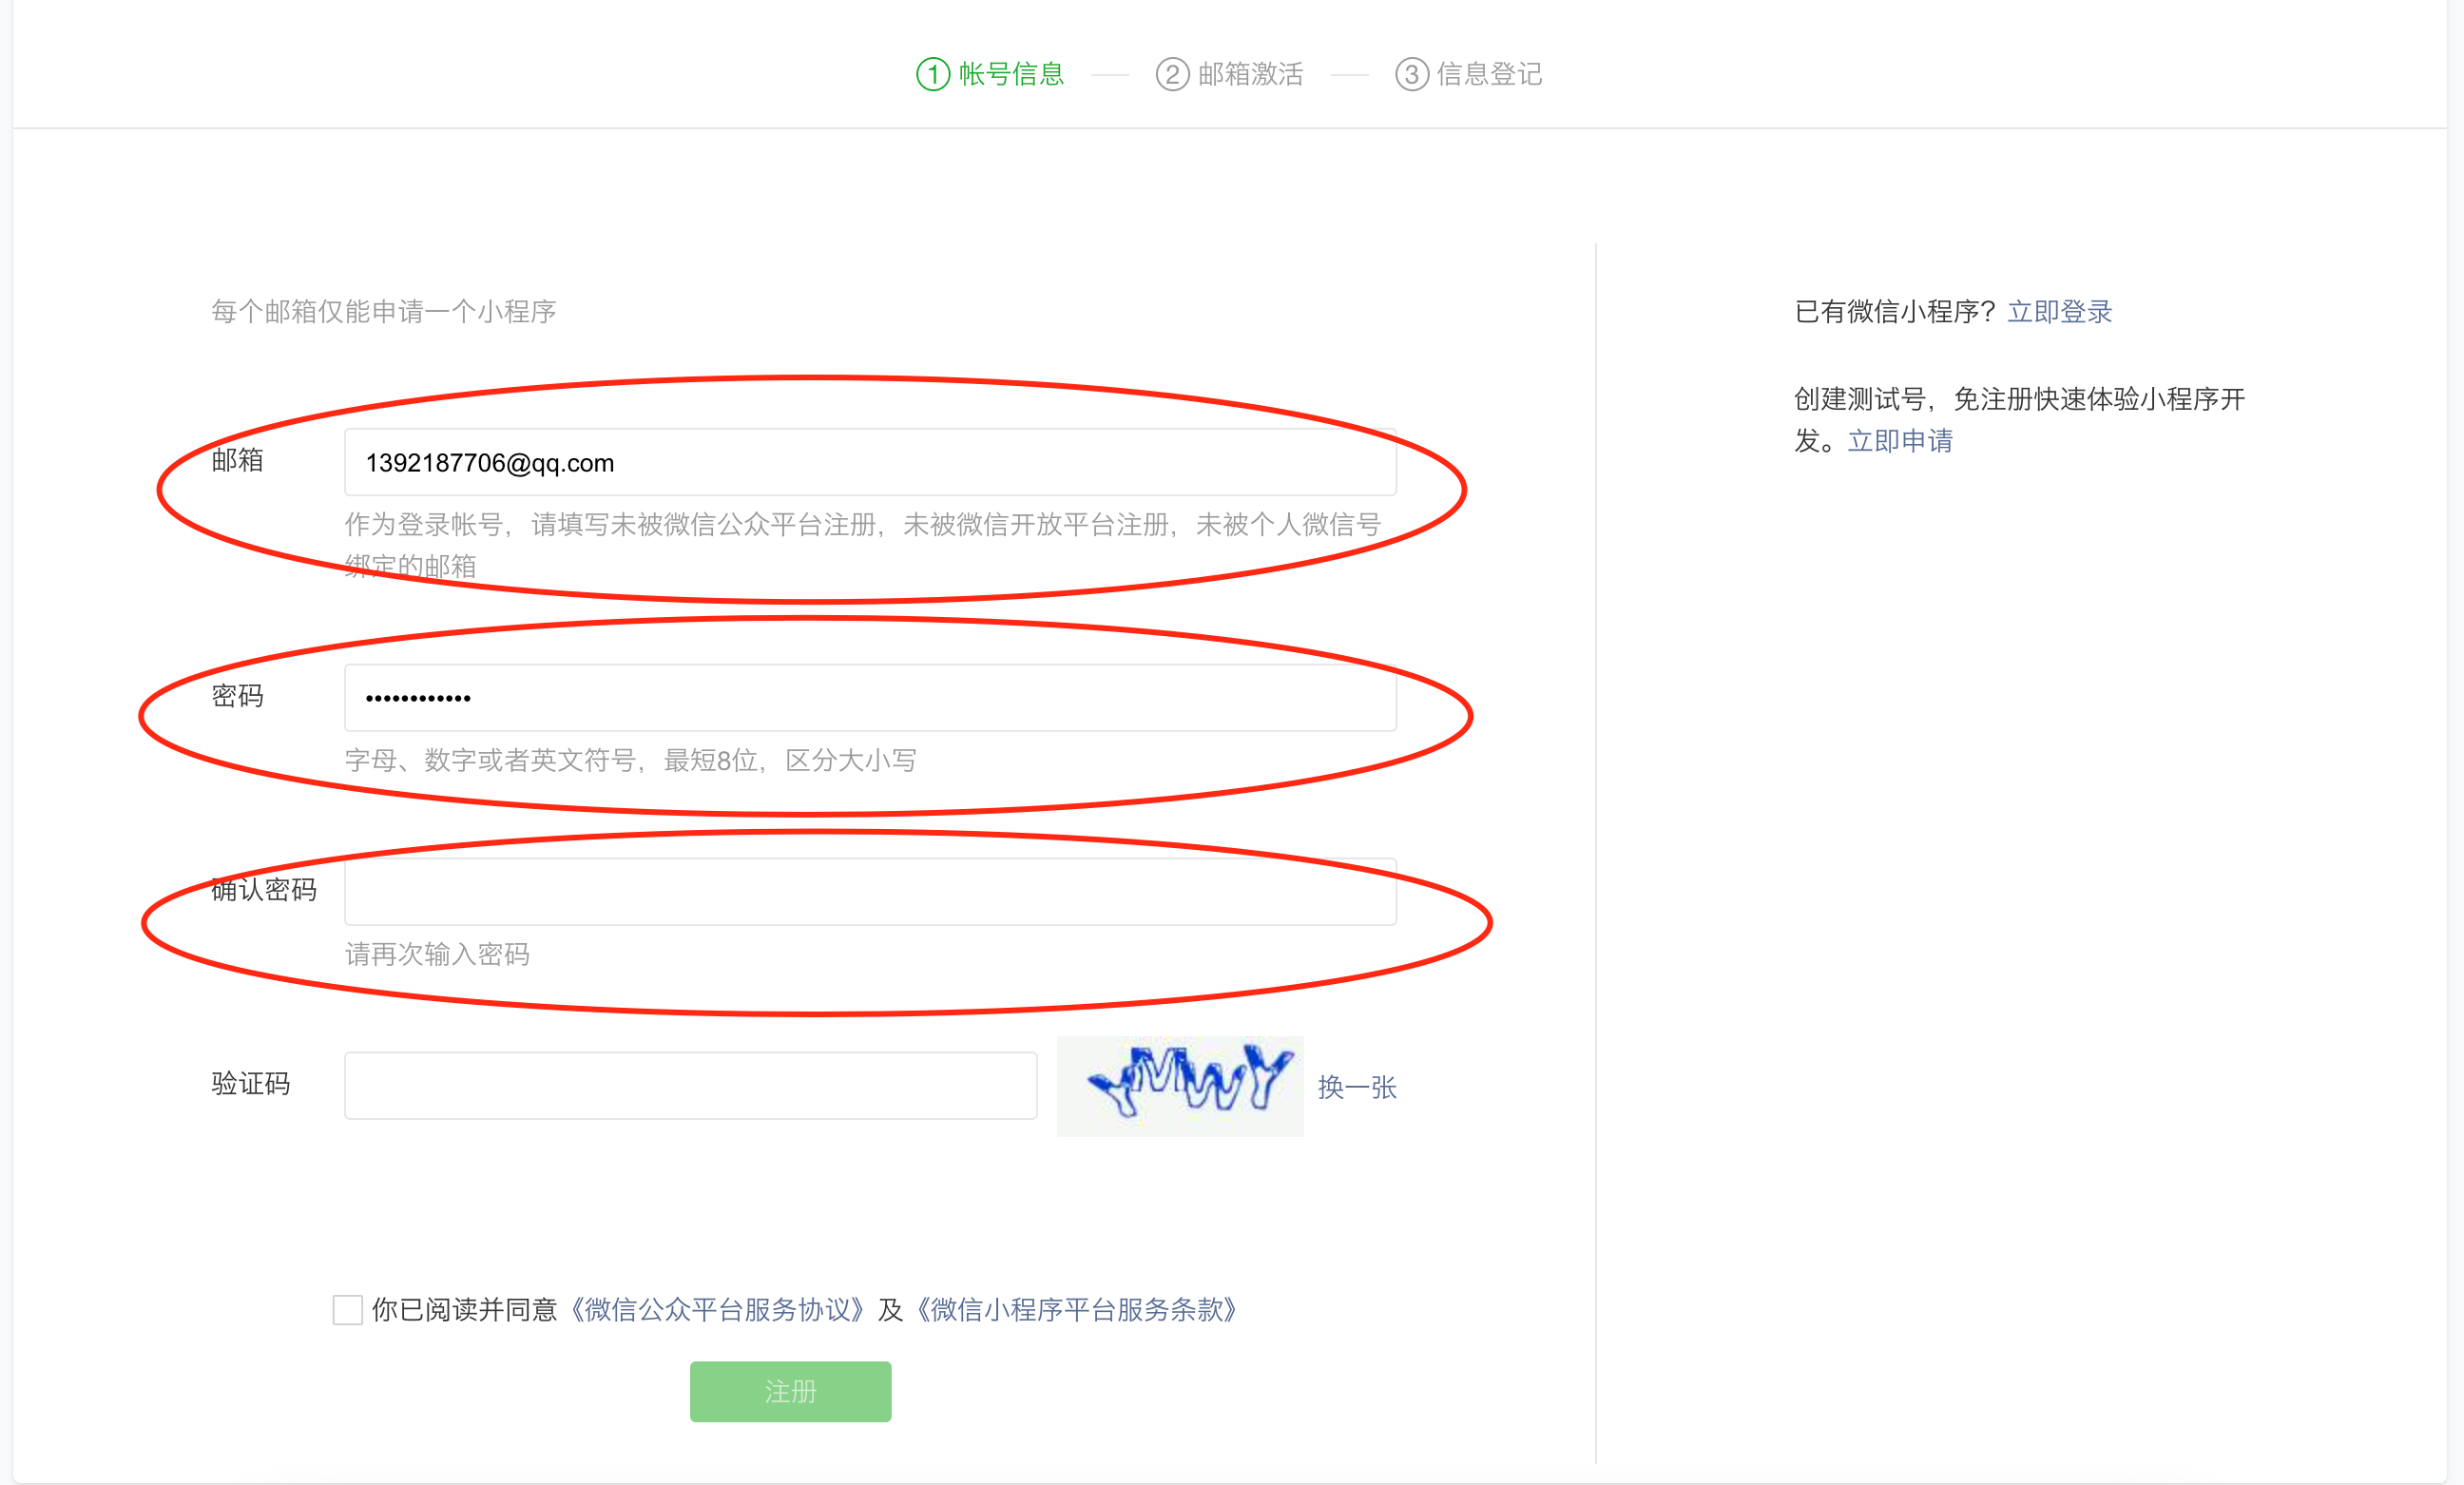 ① 帐号信息 ② 邮箱激活 ③ 信息登记
每个邮箱仅能申请一个小程序
邮箱
1392187706@qq.com
作为登录帐号，请填写未被微信公众平台注册，未被微信开放平台注册，未被个人微信号
绑定的邮箱
密码
••••••••••••
字母、数字或者英文符号，最短8位，区分大小写
确认密码
请再次输入密码
验证码
换一张
你已阅读并同意《微信公众平台服务协议》及《微信小程序平台服务条款》
注册
已有微信小程序？立即登录
创建测试号，免注册快速体验小程序开
发。立即申请